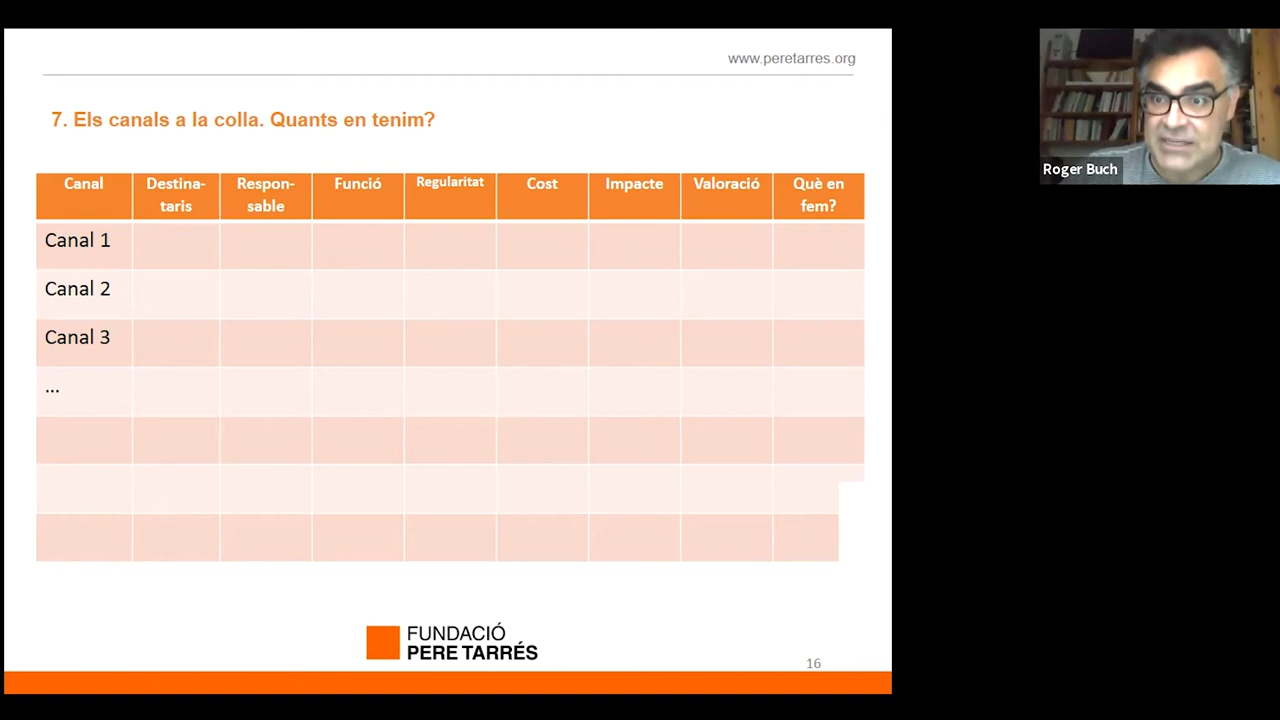 www.peretarres.org
7. Els canals a la colla. Quants en tenim?
Canal Destina- Respon- Funció Regularitat Cost Impacte Valoració Què en
taris sable fem?
Canal 1
Canal 2
Canal 3
...
FUNDACIÓ
PERE TARRÉS
16
Roger Buch